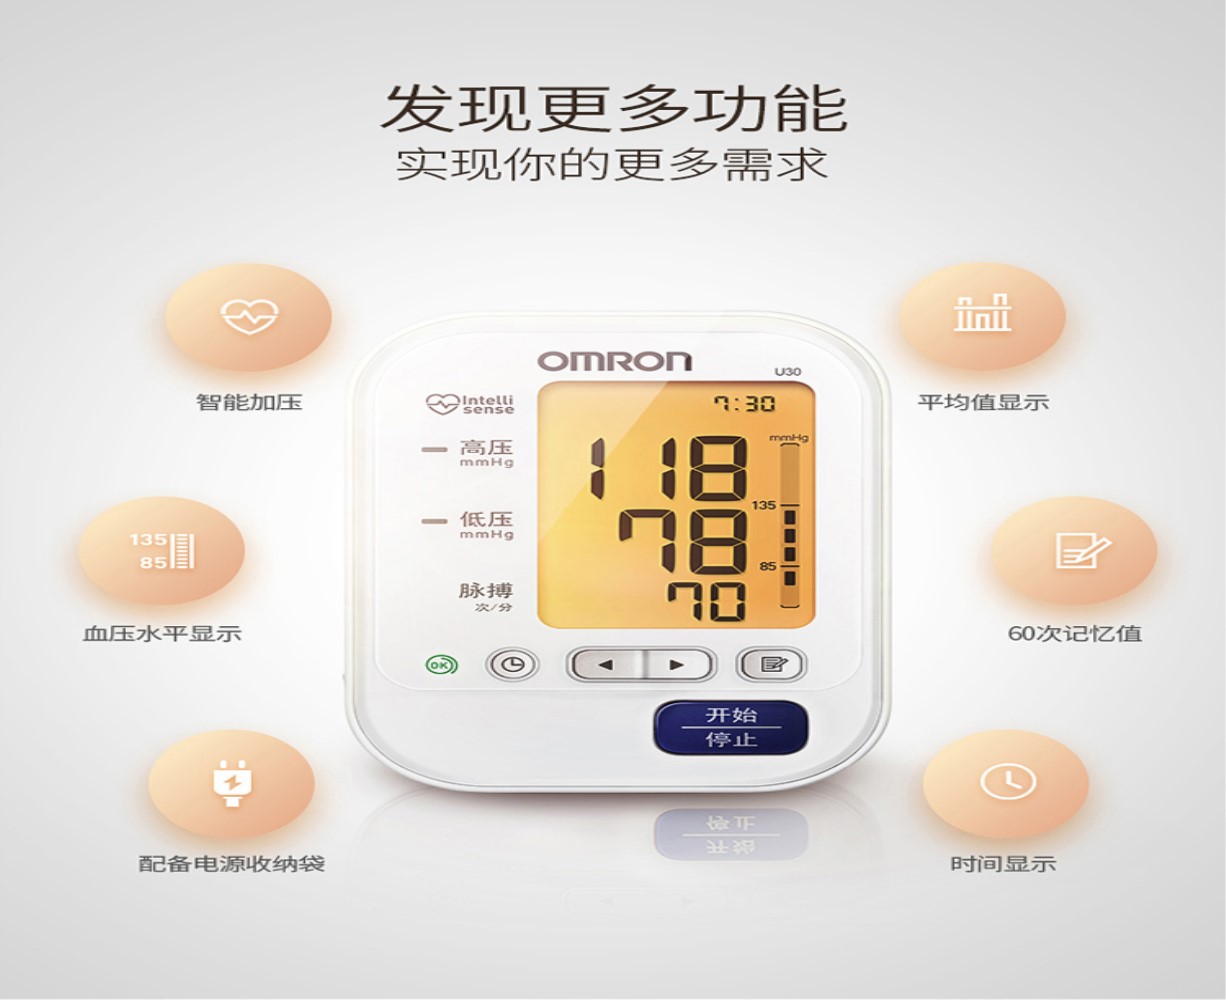 发现更多功能
实现你的更多需求
智能加压
平均值显示
OMRON
U30
Intelli
sense
7:30
高压
mmHg
118
mmHg
135
低压
mmHg
78
85
脉搏
次/分
70
OK
开始
停止
135
85
血压水平显示
60次记忆值
配备电源收纳袋
时间显示